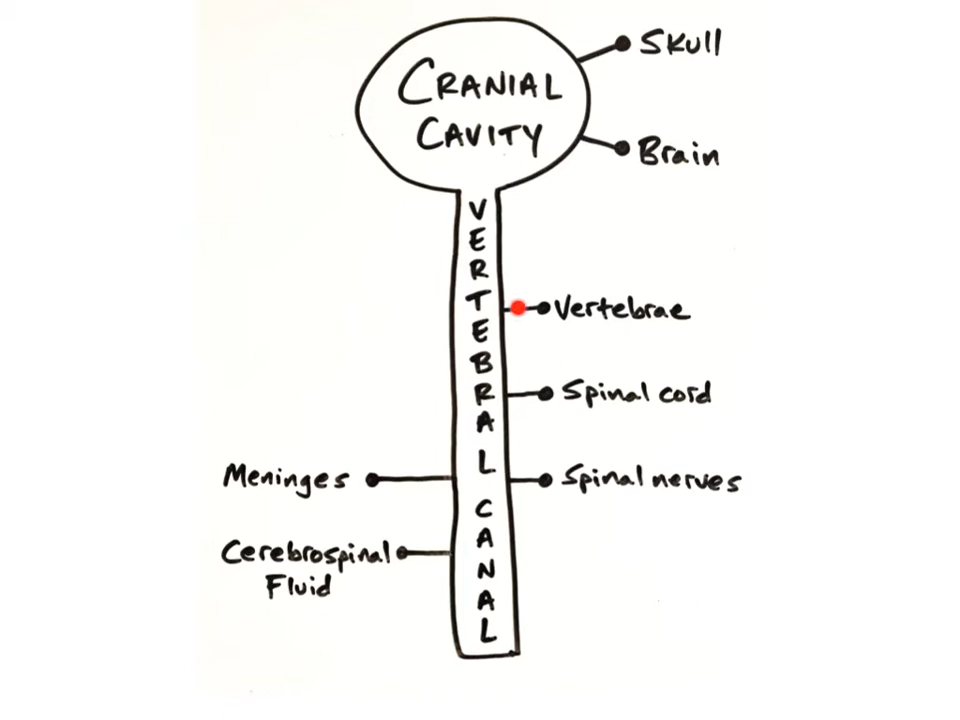 CRANIAL
CAVITY
Skull
Brain
VERTEBRAL CANAL
Vertebrae
Spinal cord
Spinal nerves
Meninges
Cerebrospinal
Fluid